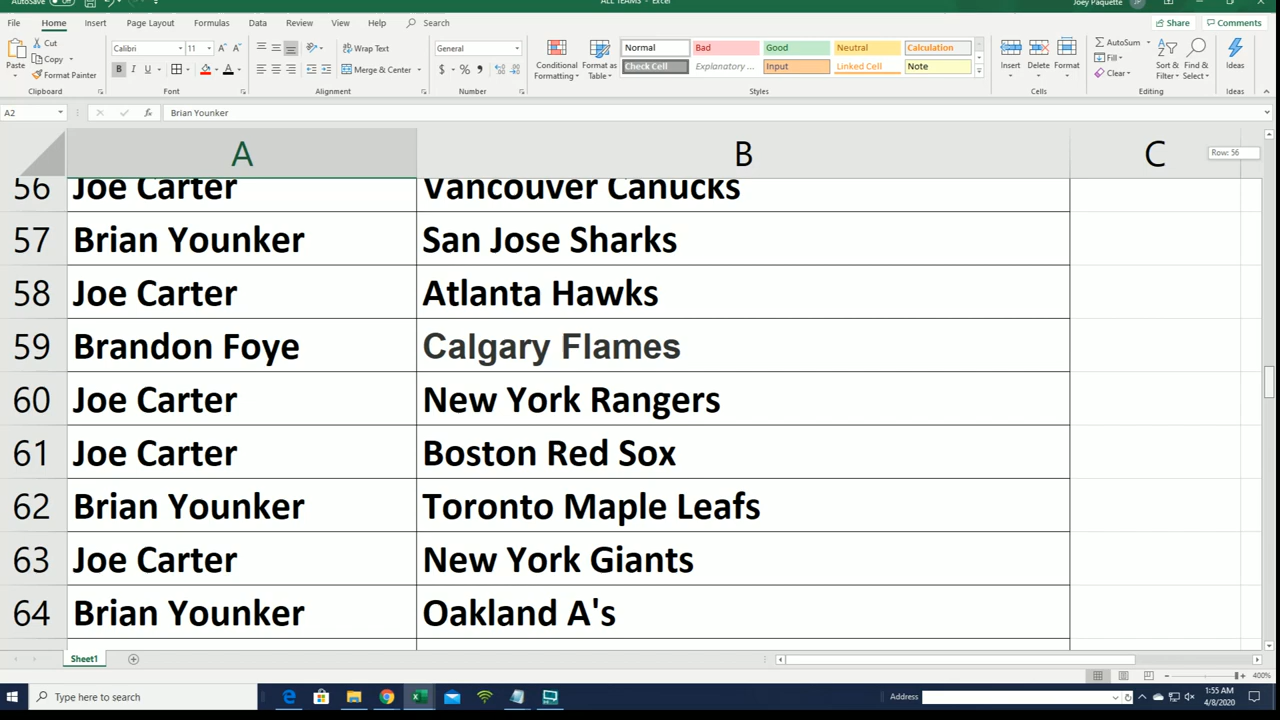 AutoSave Off ALL TEAMS - Excel Joey Paquette JP
File Home Insert Page Layout Formulas Data Review View Help Search Share Comments
Paste Cut Copy Format Painter Clipboard
Calibri 11 B I U Font
Wrap Text Merge & Center Alignment
General $ % Number
Conditional Formatting Format as Table
Normal Bad Good Neutral Calculation
Check Cell Explanatory ... Input Linked Cell Note
Styles
Insert Delete Format Cells
AutoSum Fill Clear Sort & Filter Find & Select Editing
Ideas Ideas
A2 fx Brian Younker
A B C Row: 56
56 Joe Carter Vancouver Canucks
57 Brian Younker San Jose Sharks
58 Joe Carter Atlanta Hawks
59 Brandon Foye Calgary Flames
60 Joe Carter New York Rangers
61 Joe Carter Boston Red Sox
62 Brian Younker Toronto Maple Leafs
63 Joe Carter New York Giants
64 Brian Younker Oakland A's
Sheet1
400%
Type here to search Address 1:55 AM
4/8/2020